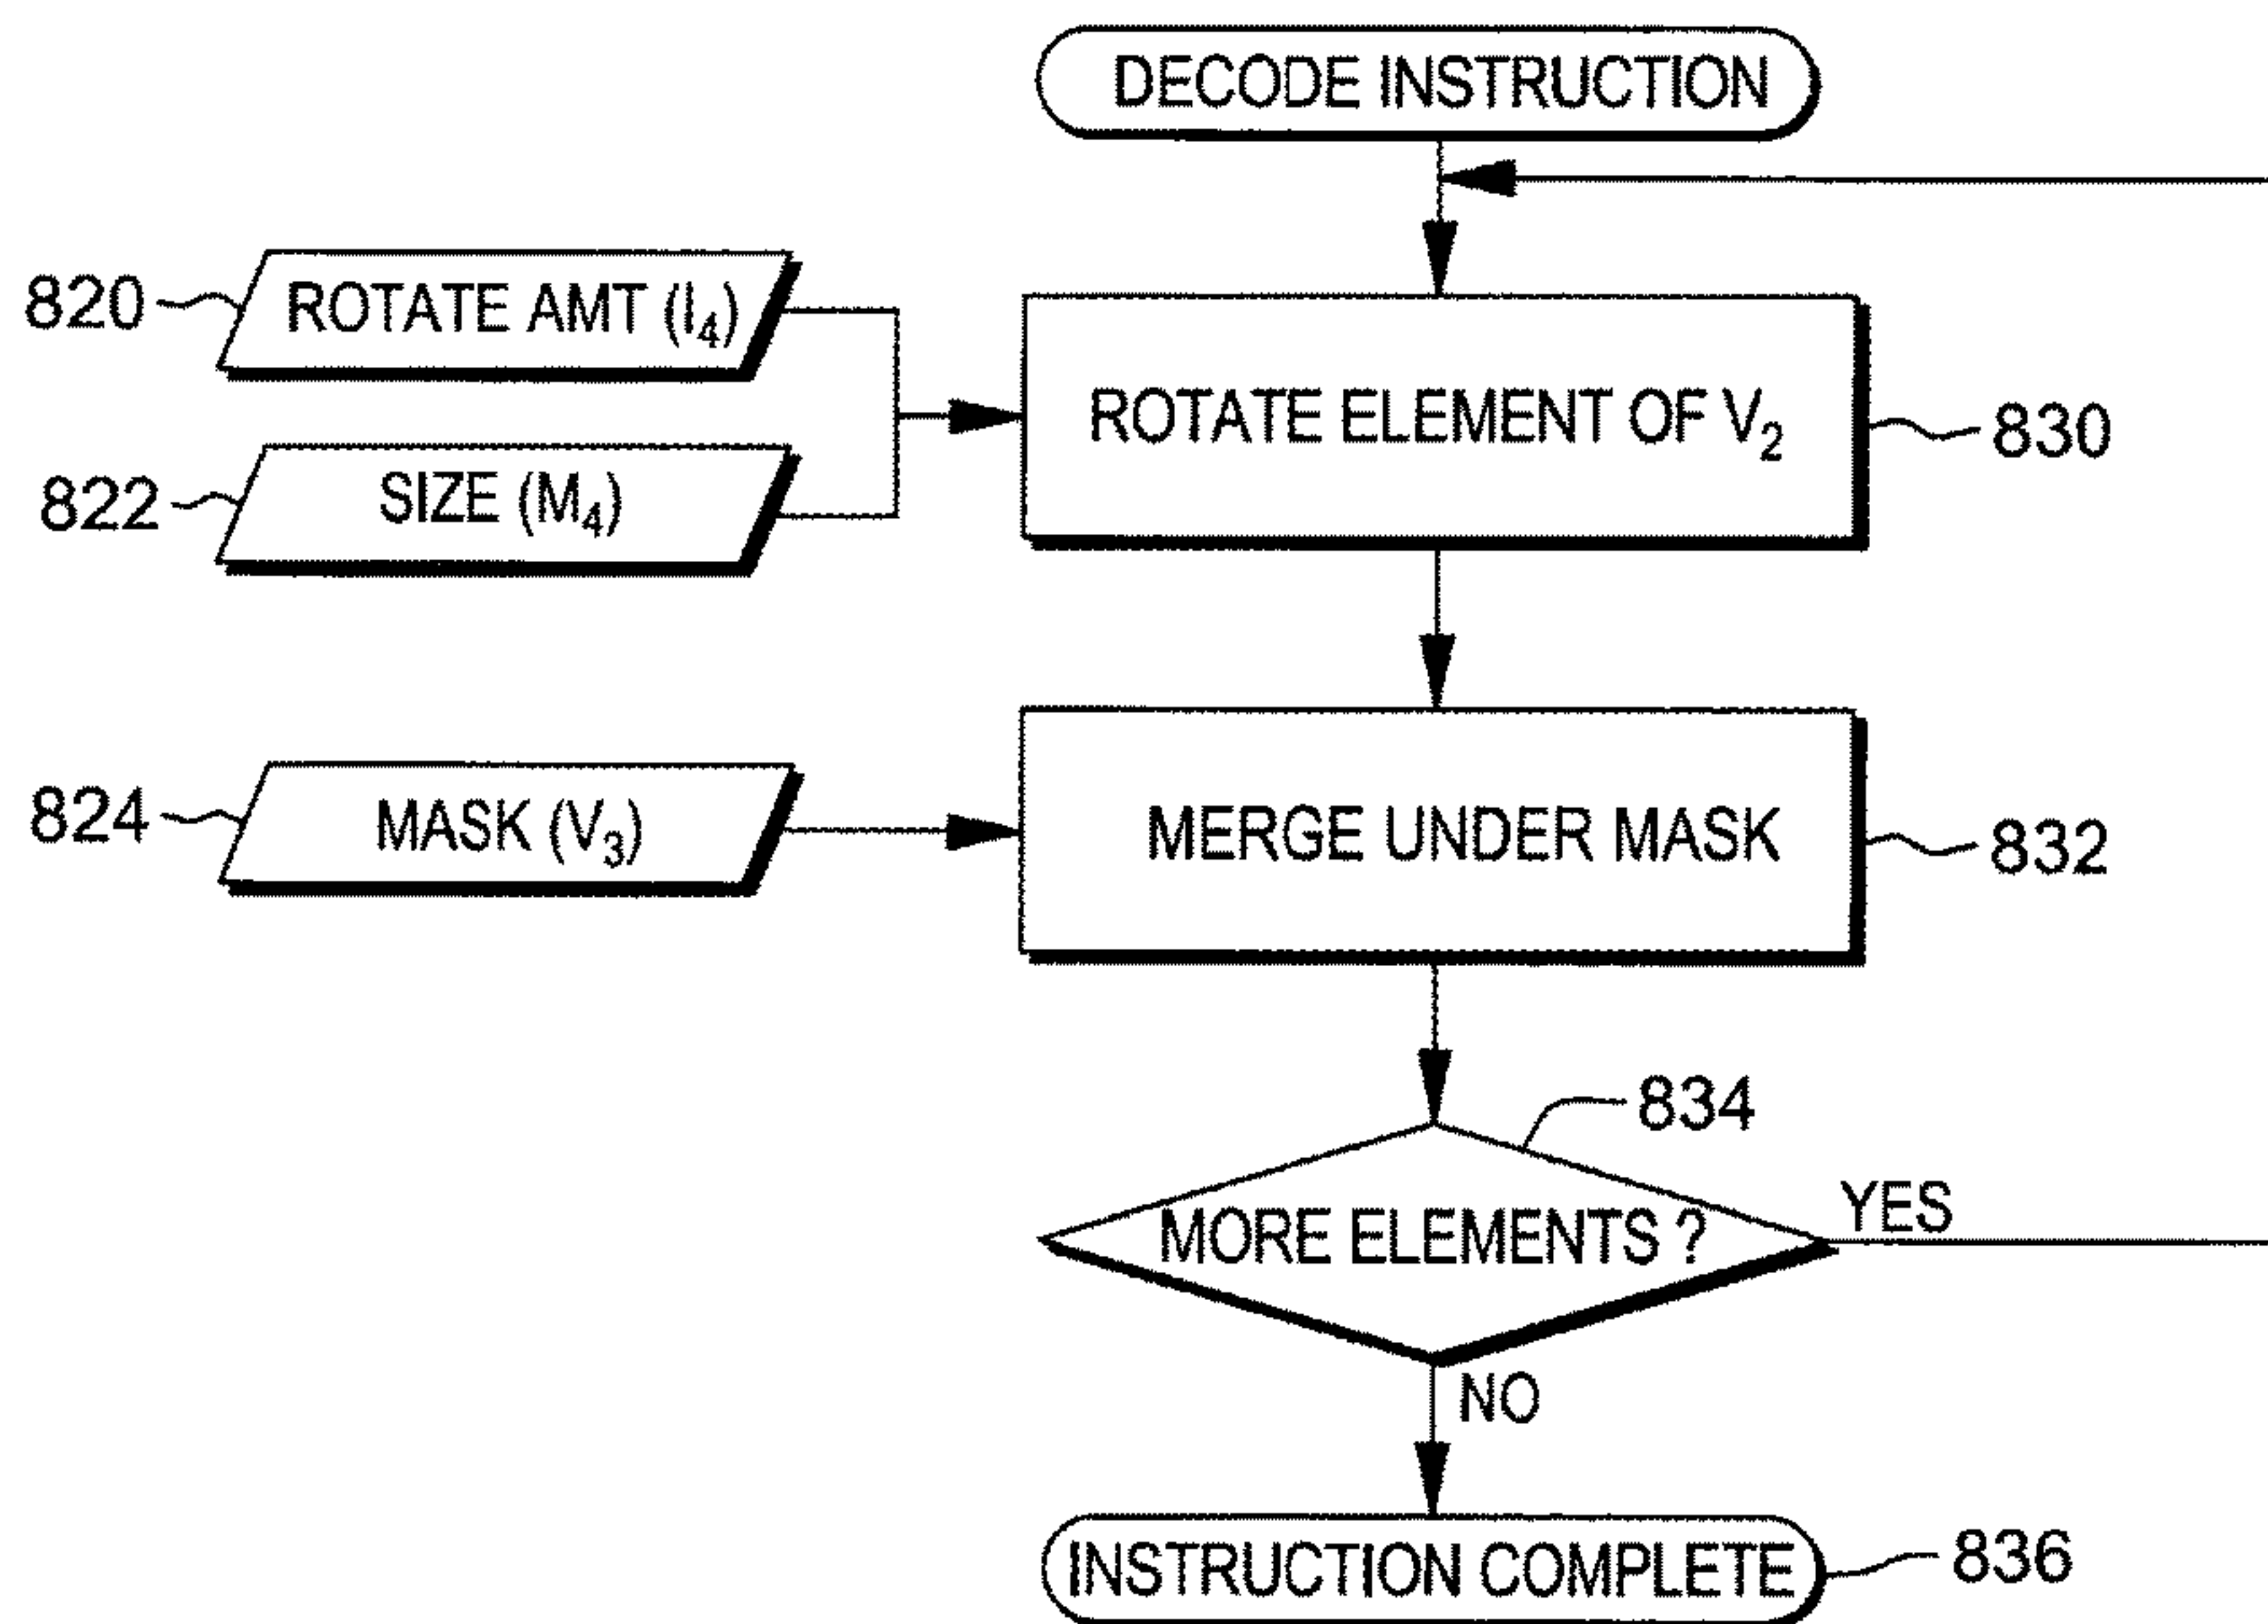 DECODE INSTRUCTION
820
ROTATE AMT (I4)
822
SIZE (M4)
ROTATE ELEMENT OF V2
830
824
MASK (V3)
MERGE UNDER MASK
832
834
MORE ELEMENTS ?
YES
NO
INSTRUCTION COMPLETE
836